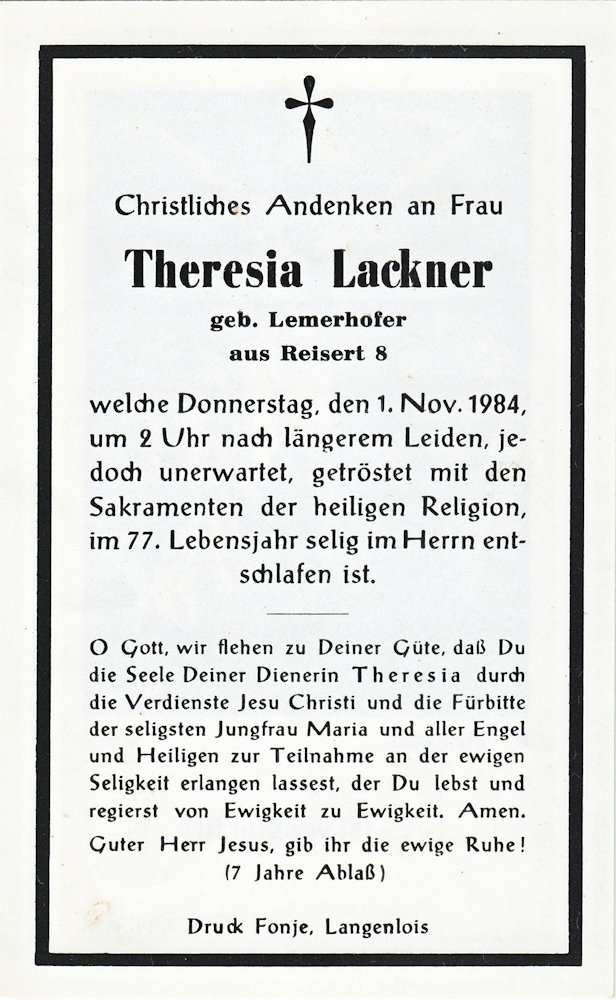 Christliches Andenken an Frau
Theresia Lackner
geb. Lemerhofer
aus Reisert 8
welche Donnerstag, den 1. Nov. 1984,
um 2 Uhr nach längerem Leiden, je-
doch unerwartet, getröstet mit den
Sakramenten der heiligen Religion,
im 77. Lebensjahr selig im Herrn ent-
schlafen ist.
O Gott, wir flehen zu Deiner Güte, daß Du
die Seele Deiner Dienerin Theresia durch
die Verdienste Jesu Christi und die Fürbitte
der seligsten Jungfrau Maria und aller Engel
und Heiligen zur Teilnahme an der ewigen
Seligkeit erlangen lassest, der Du lebst und
regierst von Ewigkeit zu Ewigkeit. Amen.
Guter Herr Jesus, gib ihr die ewige Ruhe!
(7 Jahre Ablaß)
Druck Fonje, Langenlois